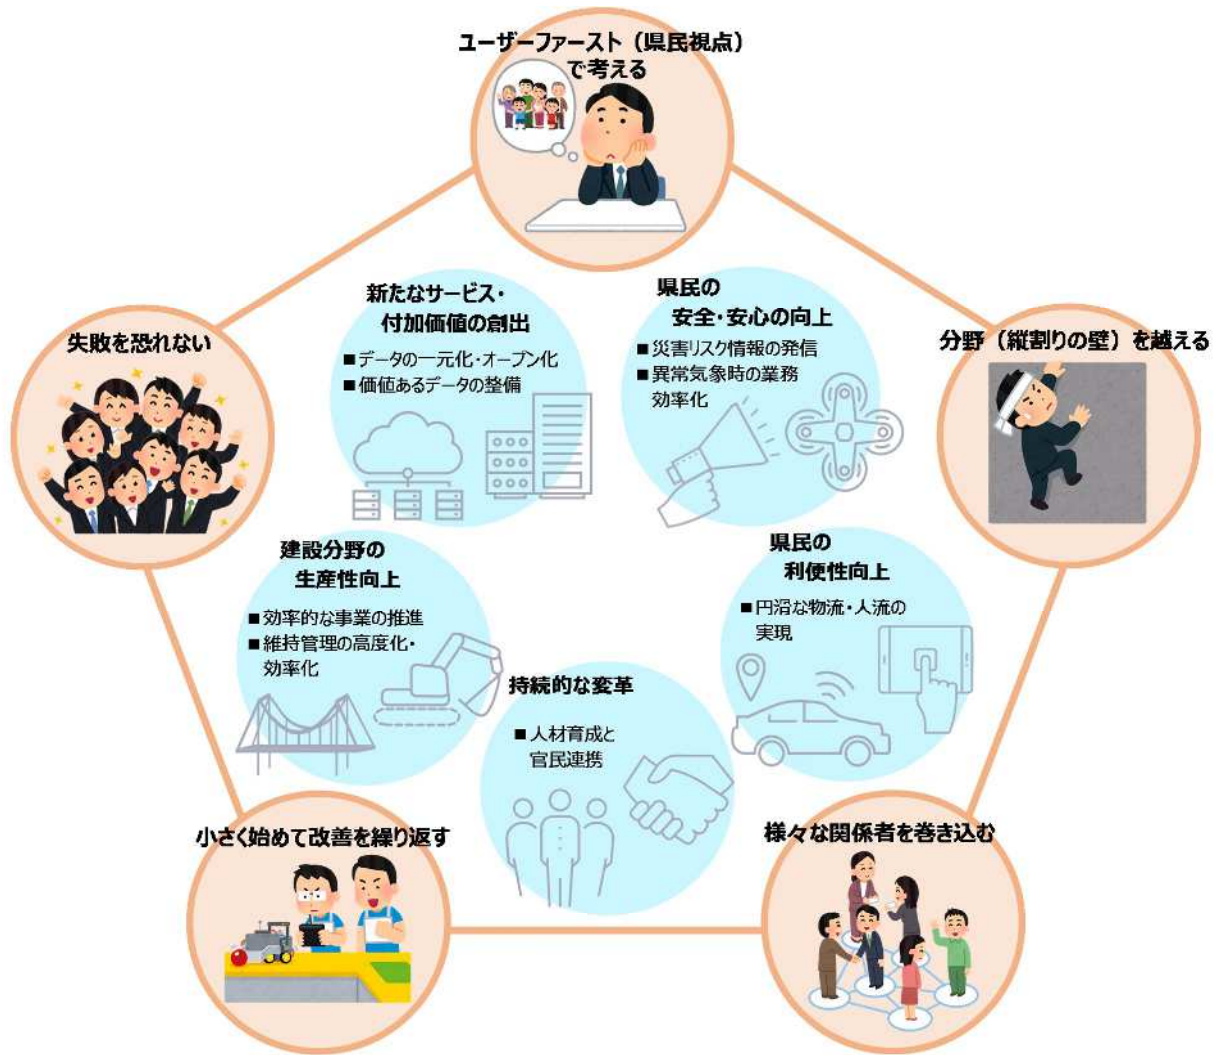 ユーザーファースト（県民視点）
で考える
失敗を恐れない
分野（縦割りの壁）を越える
新たなサービス・
付加価値の創出
■データの一元化・オープン化
■価値あるデータの整備
県民の
安全・安心の向上
■災害リスク情報の発信
■異常気象時の業務
効率化
建設分野の
生産性向上
■効率的な事業の推進
■維持管理の高度化・
効率化
県民の
利便性向上
■円滑な物流・人流の
実現
持続的な変革
■人材育成と
官民連携
小さく始めて改善を繰り返す
様々な関係者を巻き込む